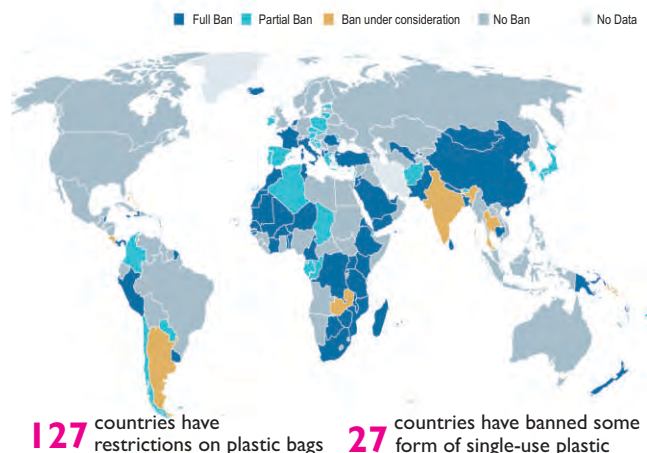 Full Ban Partial Ban Ban under consideration No Ban No Data
127 countries have
restrictions on plastic bags
27 countries have banned some
form of single-use plastic